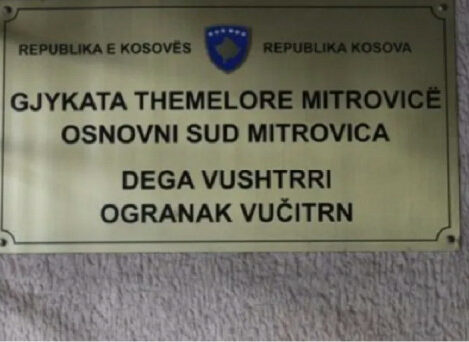 REPUBLIKA E KOSOVËS REPUBLIKA KOSOVA
GJYKATA THEMELORE MITROVICË
OSNOVNI SUD MITROVICA
DEGA VUSHTRRI
OGRANAK VUČITRN